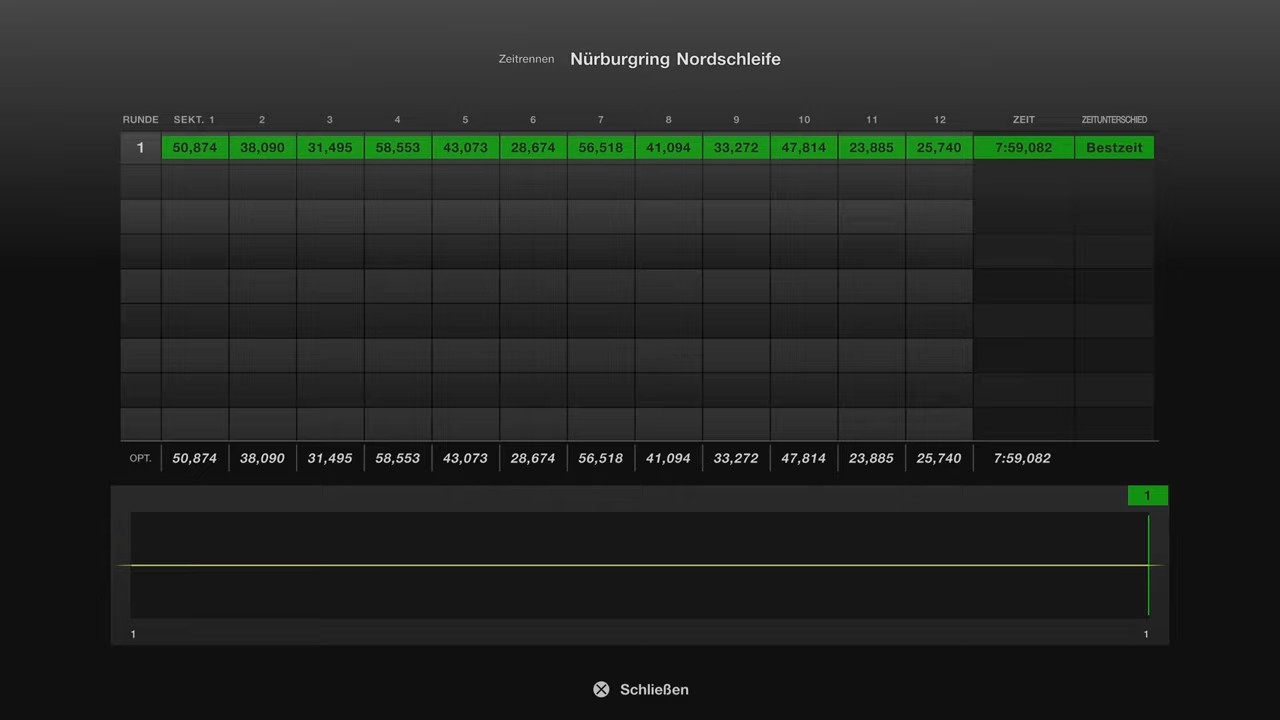 Zeitrennen Nürburgring Nordschleife
RUNDE SEKT. 1 2 3 4 5 6 7 8 9 10 11 12 ZEIT ZEITUNTERSCHIED
1 50,874 38,090 31,495 58,553 43,073 28,674 56,518 41,094 33,272 47,814 23,885 25,740 7:59,082 Bestzeit
OPT. 50,874 38,090 31,495 58,553 43,073 28,674 56,518 41,094 33,272 47,814 23,885 25,740 7:59,082
1
1 1
Schließen